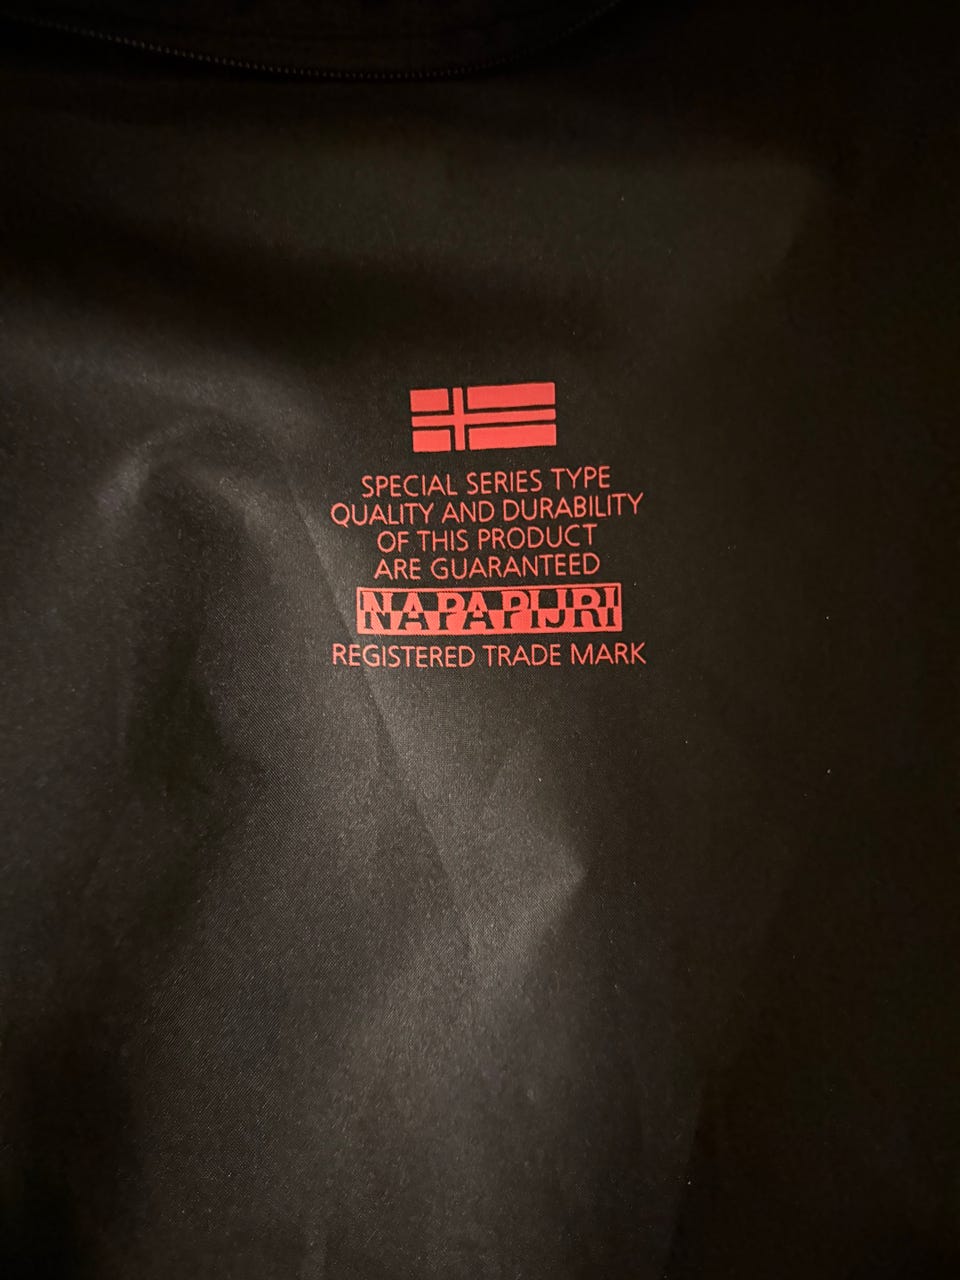 SPECIAL SERIES TYPE
QUALITY AND DURABILITY
OF THIS PRODUCT
ARE GUARANTEED
NAPAPIJRI
REGISTERED TRADE MARK